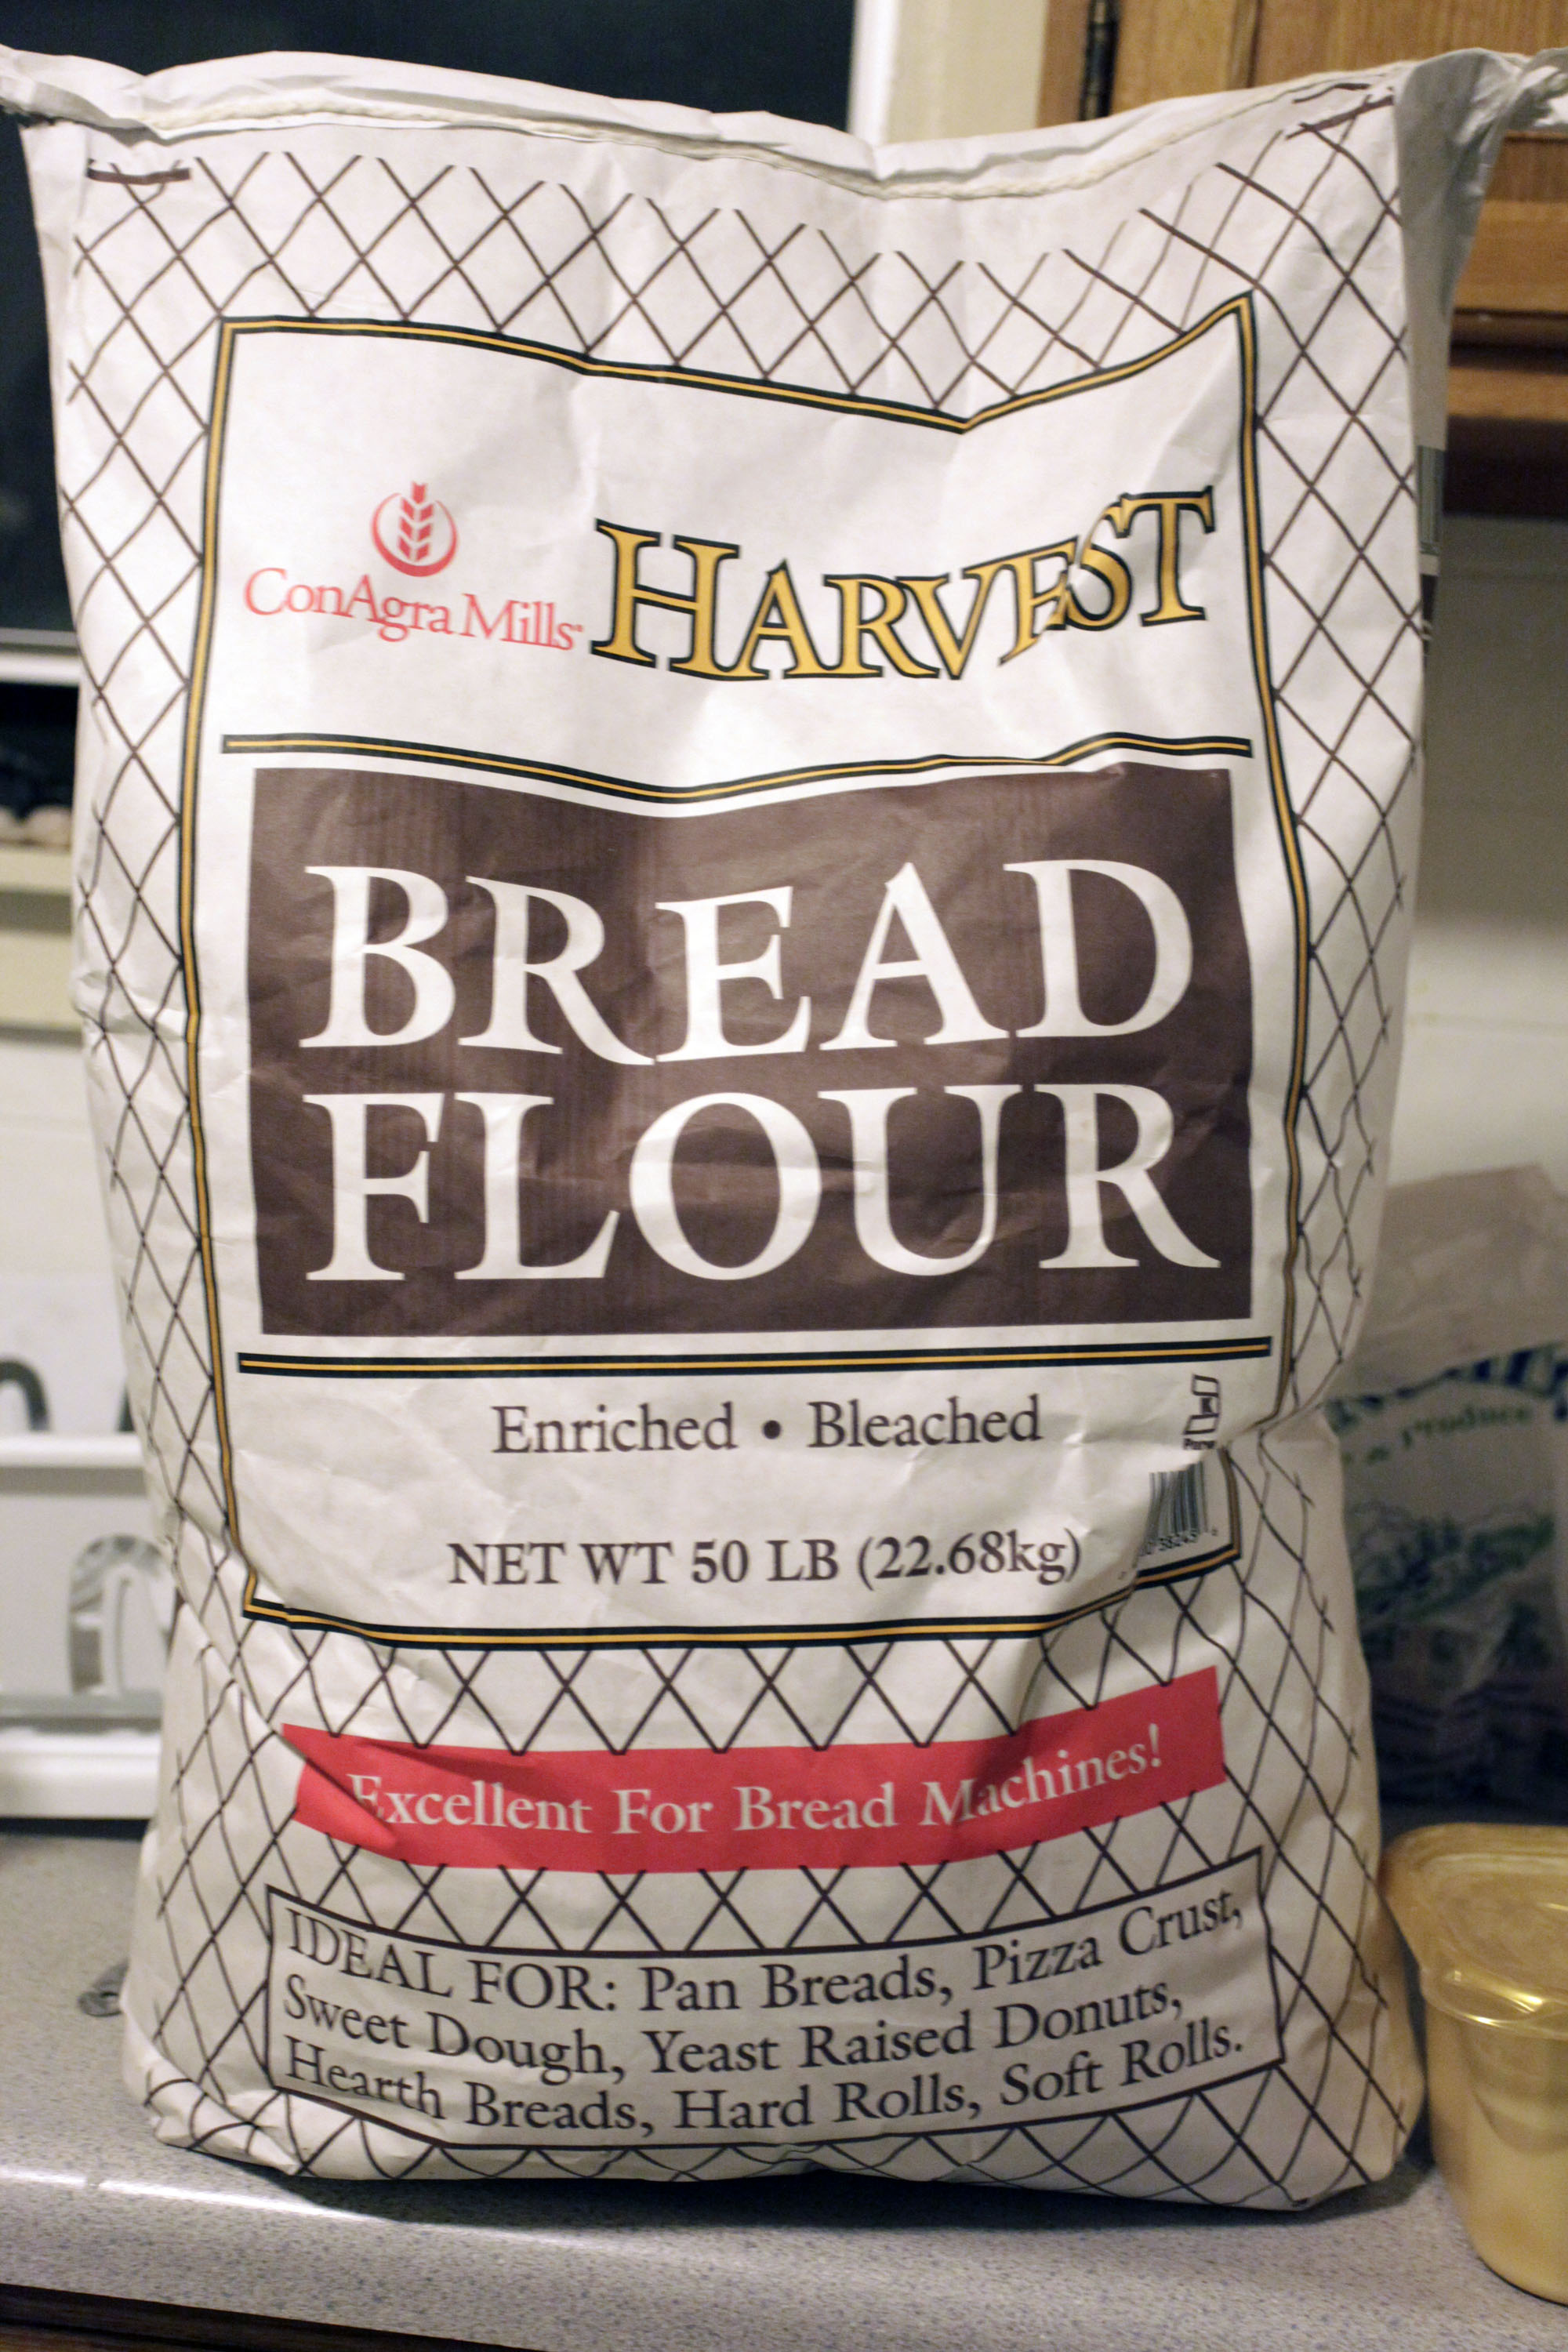 ConAgra Mills
HARVEST
BREAD
FLOUR
Enriched • Bleached
NET WT 50 LB (22.68kg)
Excellent For Bread Machines!
IDEAL FOR: Pan Breads, Pizza Crust,
Sweet Dough, Yeast Raised Donuts,
Hearth Breads, Hard Rolls, Soft Rolls.